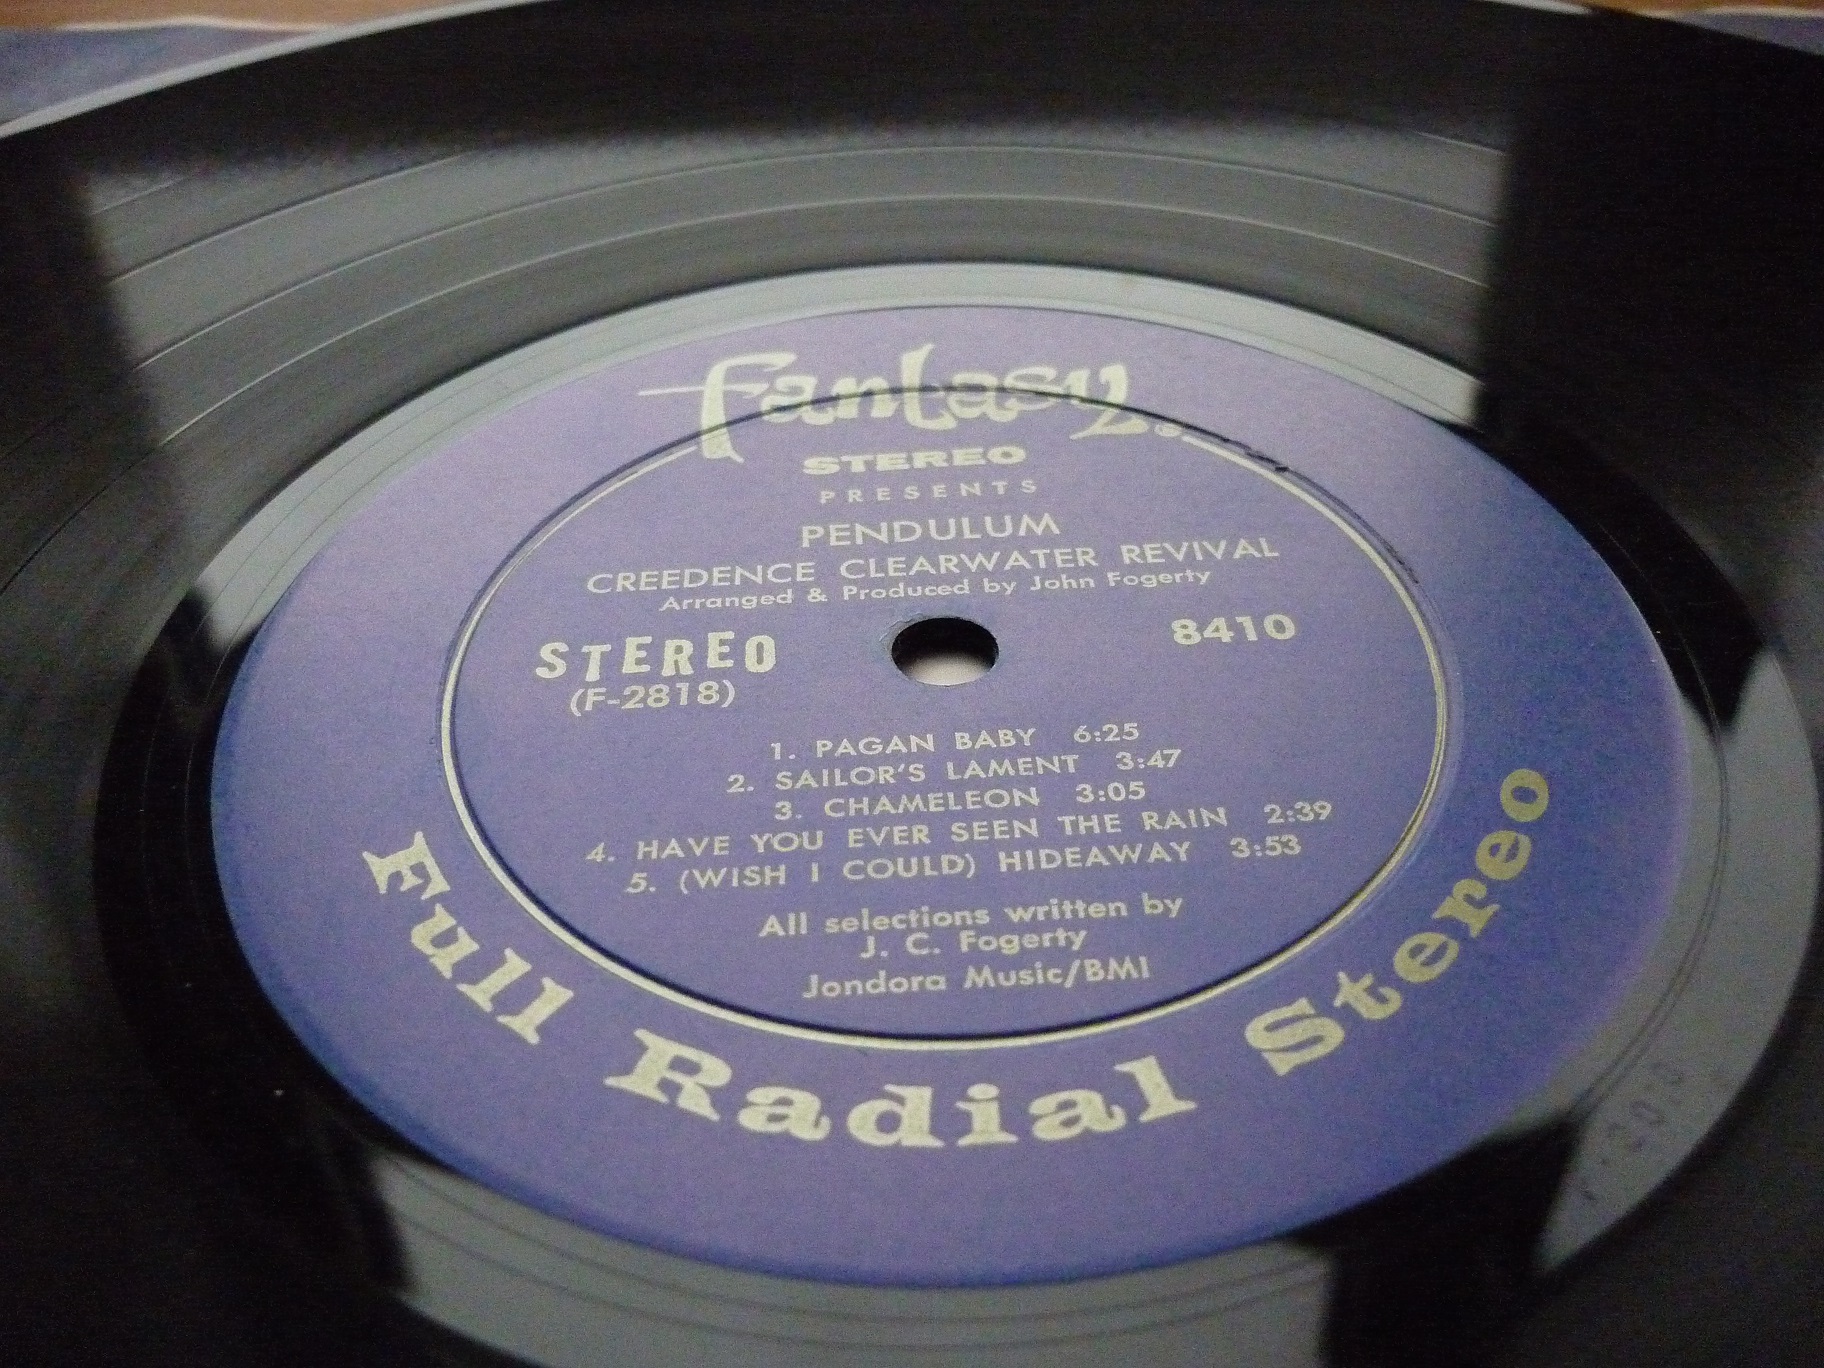 Fantasy
STEREO
PRESENTS
PENDULUM
CREEDENCE CLEARWATER REVIVAL
Arranged & Produced by John Fogerty
STEREO
(F-2818)
8410
1. PAGAN BABY 6:25
2. SAILOR'S LAMENT 3:47
3. CHAMELEON 3:05
4. HAVE YOU EVER SEEN THE RAIN 2:39
5. (WISH I COULD) HIDEAWAY 3:53
All selections written by
J. C. Fogerty
Jondora Music/BMI
Full Radial Stereo